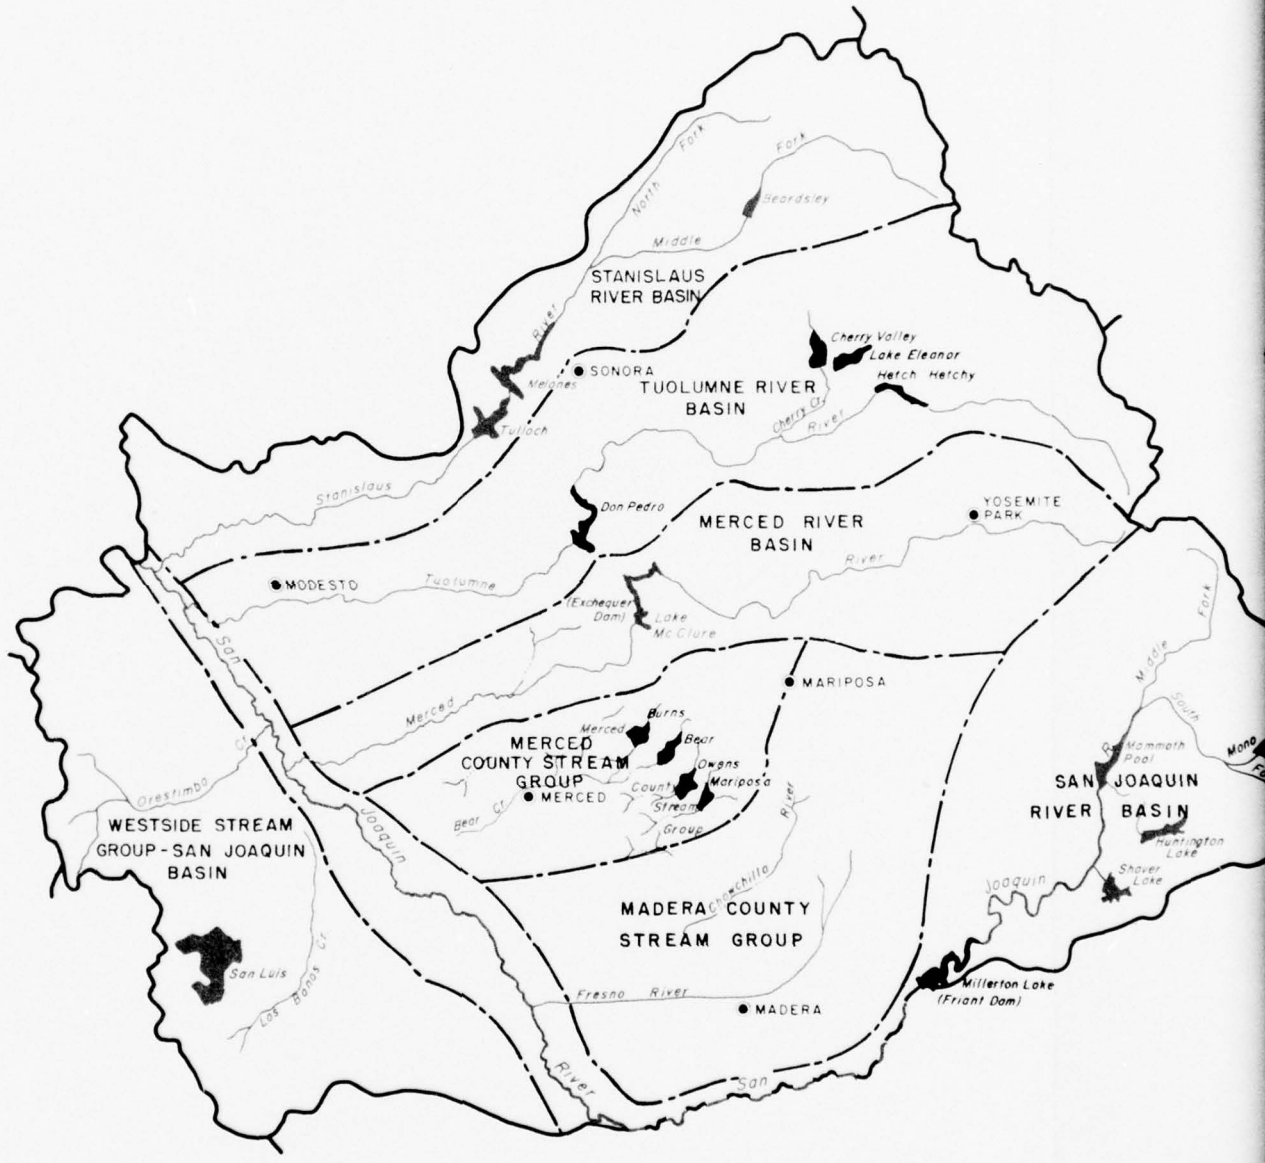 North Fork
Fork
Beardsley
Middle
STANISLAUS
RIVER BASIN
River
Cherry Valley
Lake Eleanor
Hetch Hetchy
SONORA
Melones
TUOLUMNE RIVER
BASIN
Cherry Cr.
River
Tulloch
Stanislaus
Don Pedro
YOSEMITE
PARK
MERCED RIVER
BASIN
River
MODESTO
Tuolumne
(Exchequer
Dam)
Lake
McClure
San
Fork
Middle
South
MARIPOSA
Merced
Burns
Merced
Bear
MERCED
COUNTY STREAM
GROUP
Owens
Mariposa
County
Stream
Group
MERCED
Bear Cr
River
Orestimba Cr
Mono
Mammoth
Pool
SAN JOAQUIN
RIVER BASIN
Huntington
Lake
Shaver
Lake
Joaquin
WESTSIDE STREAM
GROUP-SAN JOAQUIN
BASIN
Joaquin
Chowchilla
MADERA COUNTY
STREAM GROUP
San Luis
Los Banos Cr
Fresno River
MADERA
Millerton Lake
(Friant Dam)
River
San